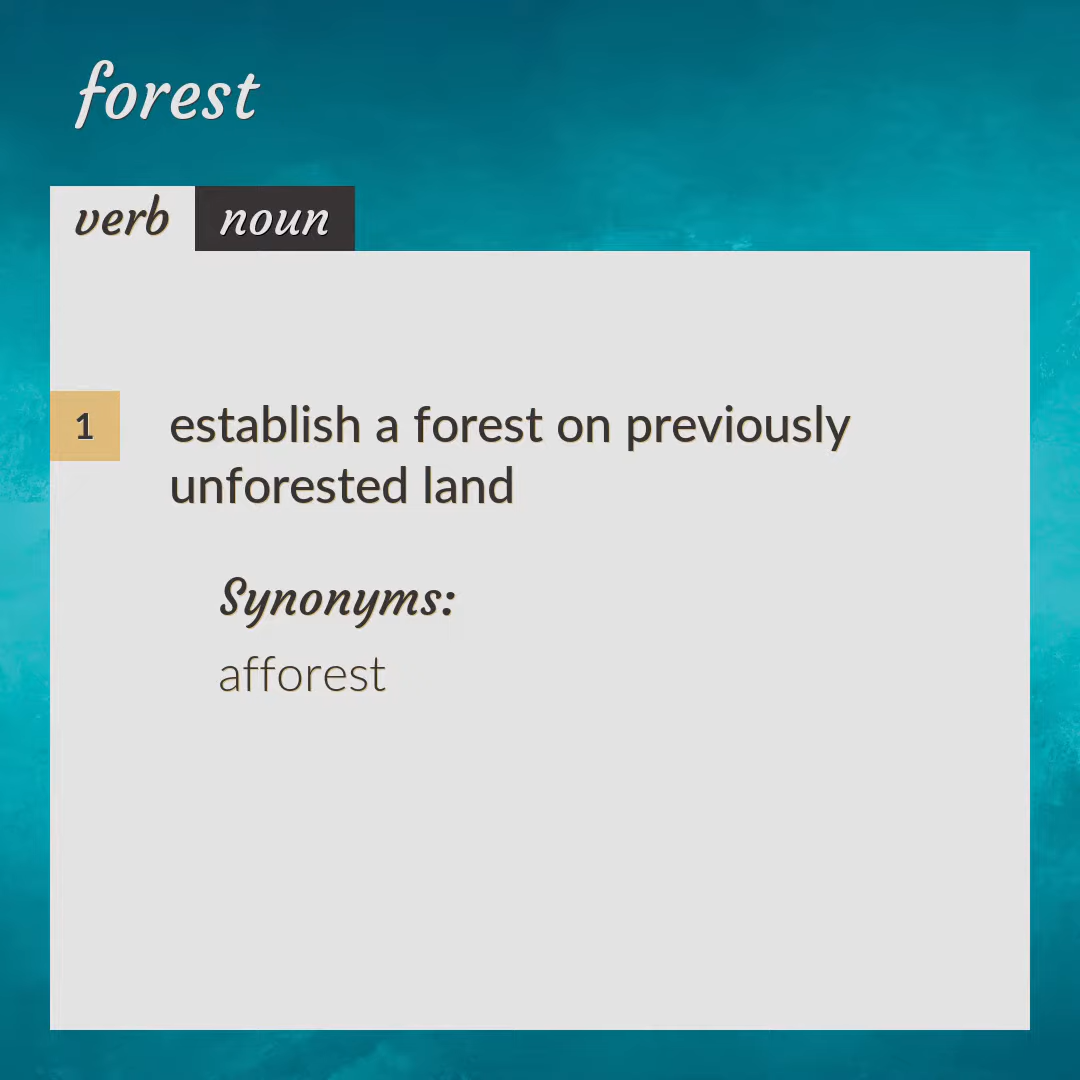 forest
verb noun
1 establish a forest on previously
unforested land
Synonyms:
afforest